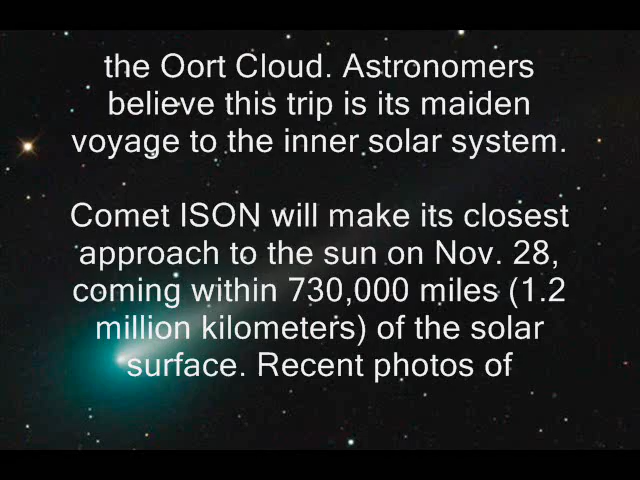 the Oort Cloud. Astronomers
believe this trip is its maiden
voyage to the inner solar system.
Comet ISON will make its closest
approach to the sun on Nov. 28,
coming within 730,000 miles (1.2
million kilometers) of the solar
surface. Recent photos of